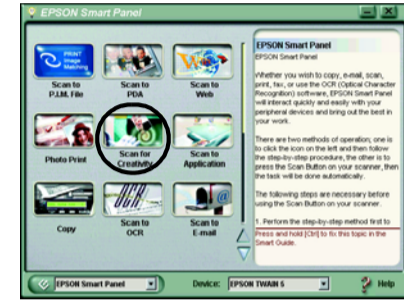 EPSON Smart Panel
PRINT
Image
Matching
Scan to
P.I.M. File
Scan to
PDA
Web
Scan to
Web
Photo Print
Scan for
Creativity
Scan to
Application
Copy
OCR
Scan to
OCR
@
Scan to
E-mail
EPSON Smart Panel
EPSON Smart Panel
Whether you wish to copy, e-mail, scan,
print, fax, or use the OCR (Optical Character
Recognition) software, EPSON Smart Panel
will interact quickly and easily with your
peripheral devices and bring out the best in
your work.
There are two methods of operation; one is
to click the icon on the left and then follow
the step-by-step procedure, the other is to
press the Scan Button on your scanner, then
the task will be done automatically.
The following steps are necessary before
using the Scan Button on your scanner.
1. Perform the step-by-step method first to
Press and hold [Ctrl] to fix this topic in the
Smart Guide.
EPSON Smart Panel
Device:
EPSON TWAIN 5
Help